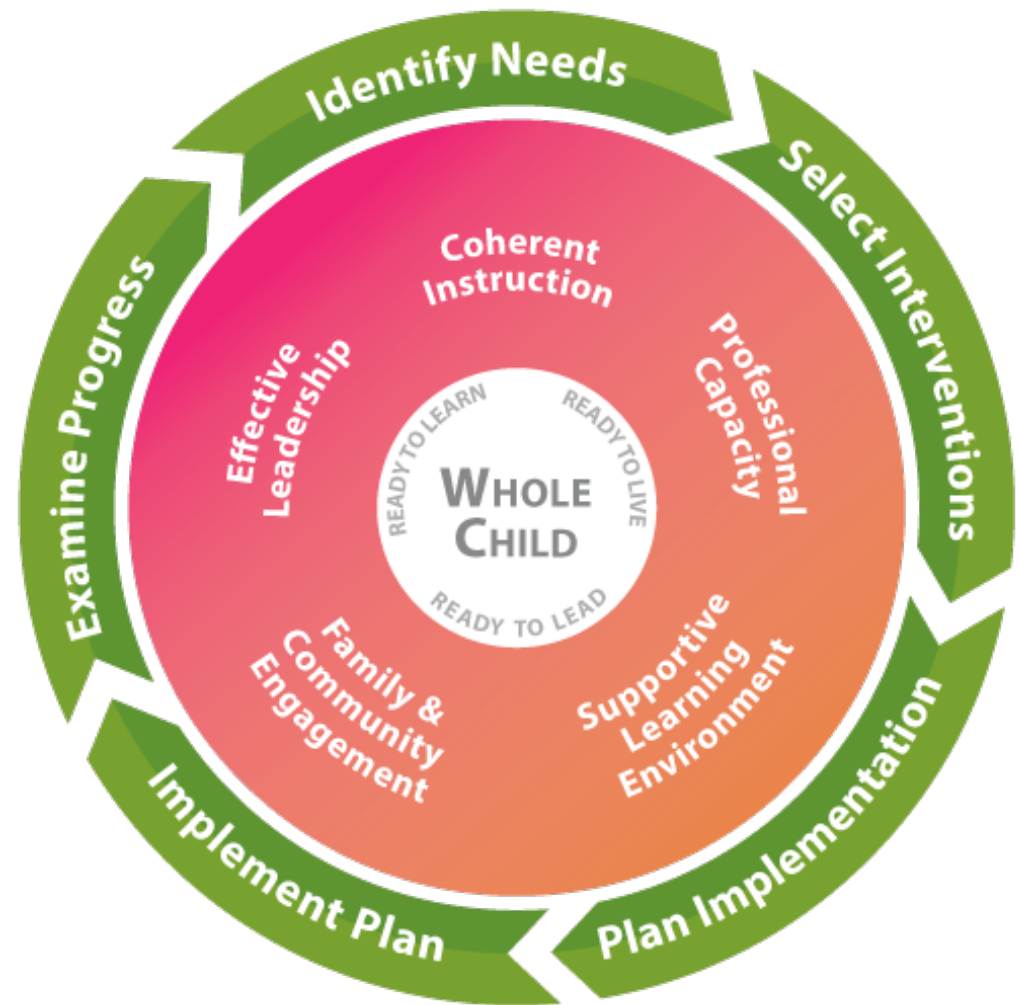 Identify Needs
Select Interventions
Plan Implementation
Implement Plan
Examine Progress
Coherent
Instruction
Professional
Capacity
Supportive
Learning
Environment
Family &
Community
Engagement
Effective
Leadership
READY TO LEARN
READY TO LIVE
READY TO LEAD
WHOLE
CHILD